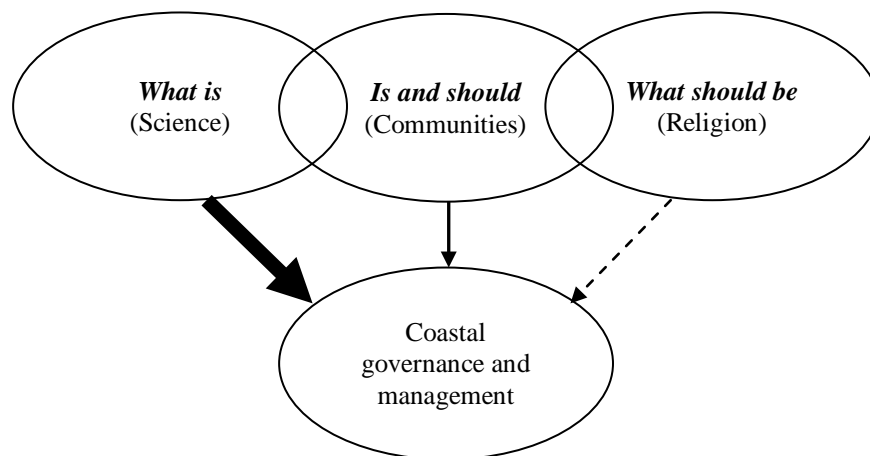 What is
(Science)
Is and should
(Communities)
What should be
(Religion)
Coastal
governance and
management